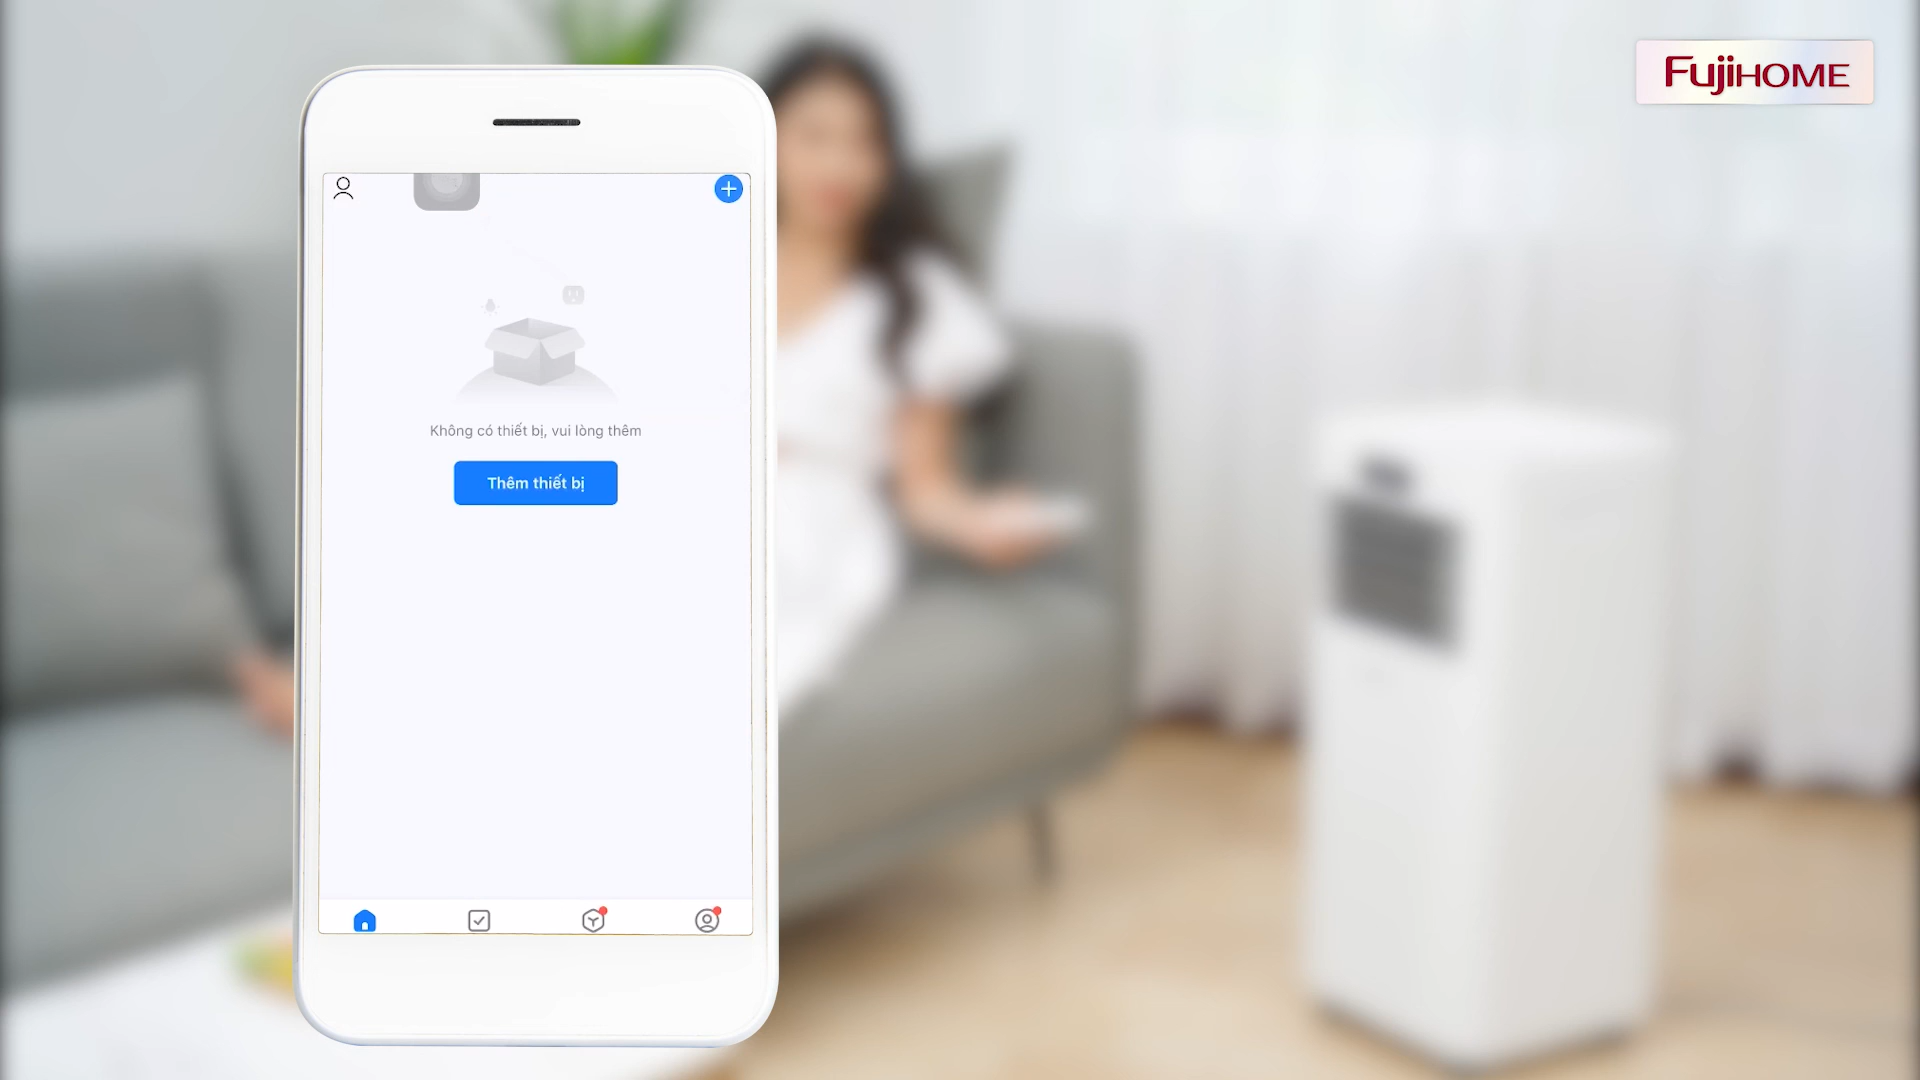 FujiHOME
Không có thiết bị, vui lòng thêm
Thêm thiết bị